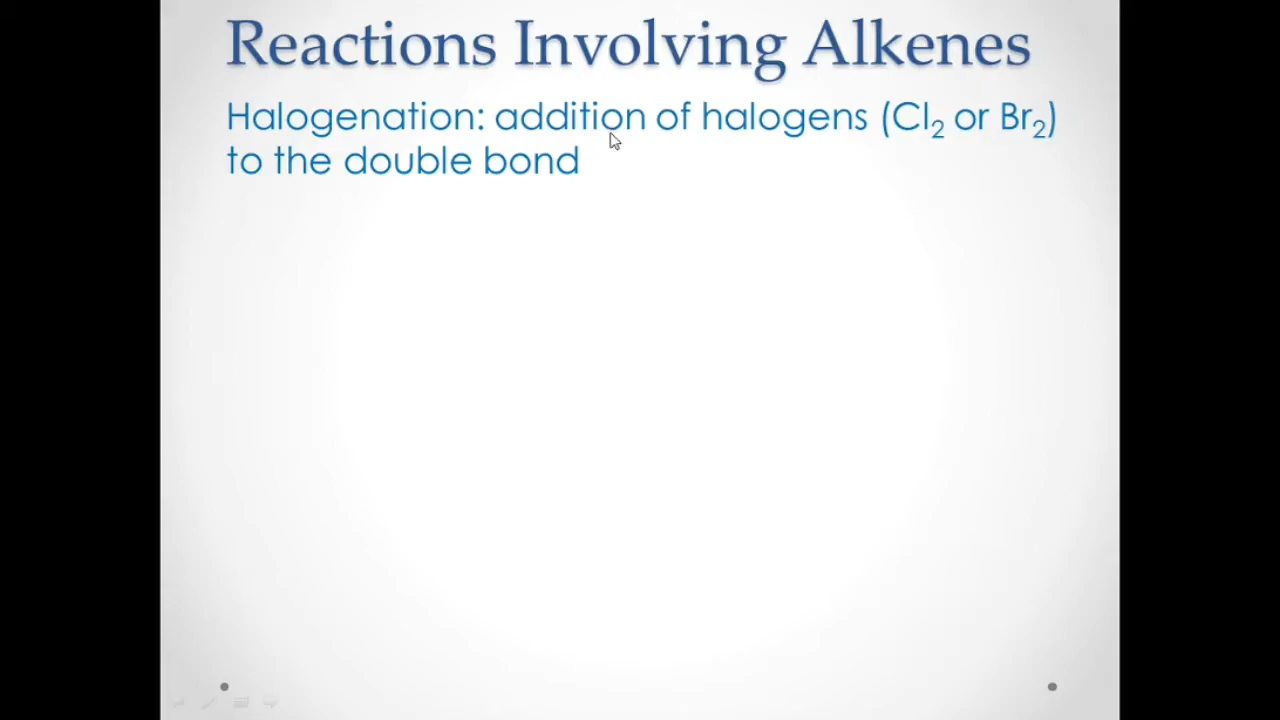 Reactions Involving Alkenes
Halogenation: addition of halogens (Cl₂ or Br₂)
to the double bond